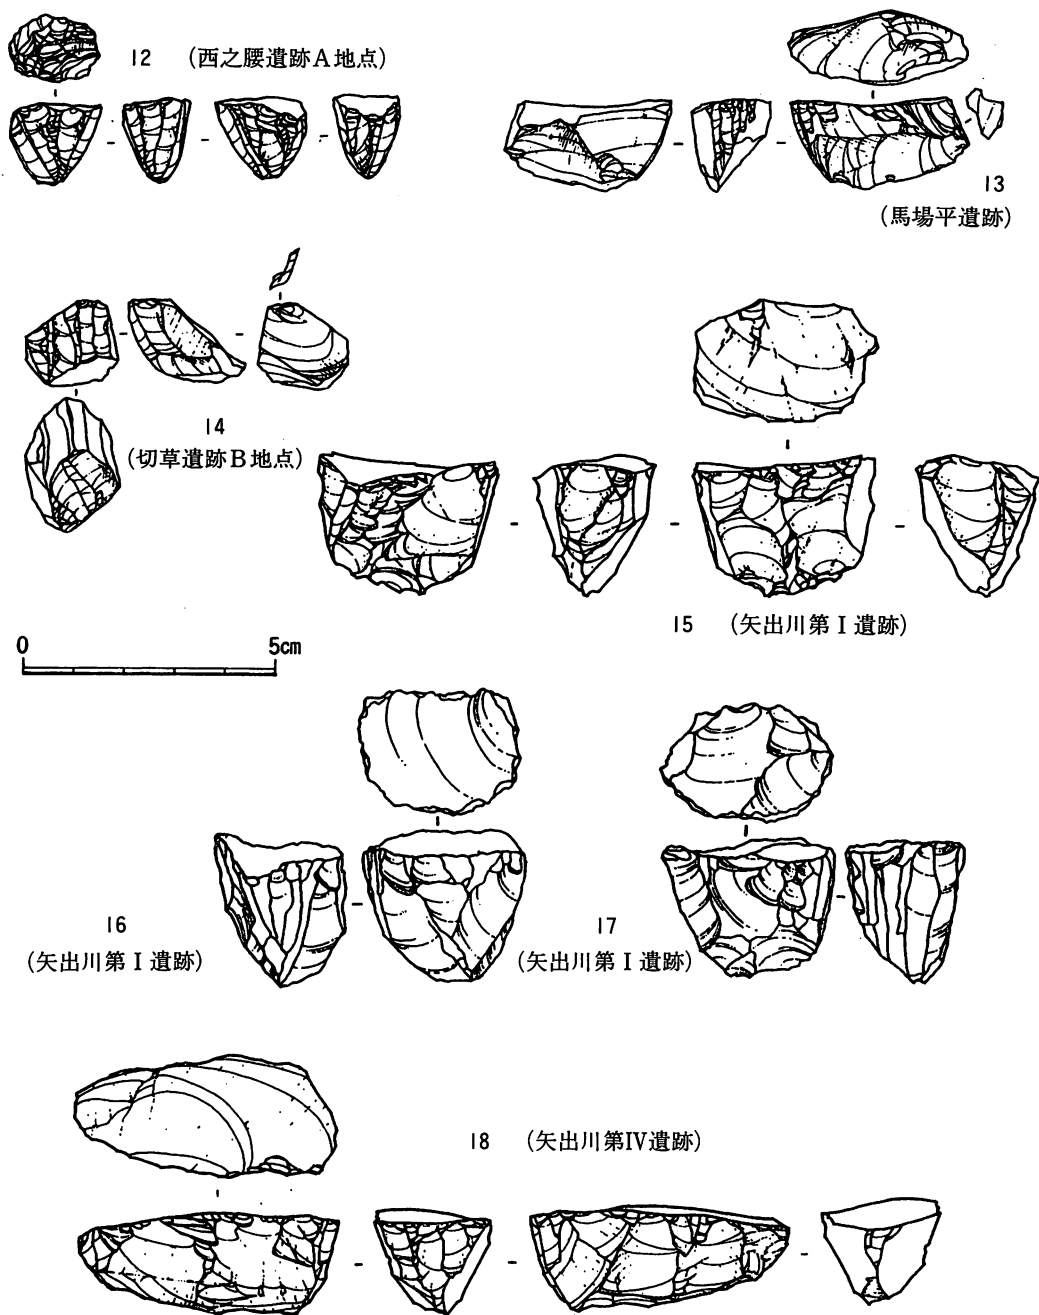 12 (西之腰遺跡A地点)
13
(馬場平遺跡)
14
(切草遺跡B地点)
15 (矢出川第Ⅰ遺跡)
0 5cm
16
(矢出川第Ⅰ遺跡)
17
(矢出川第Ⅰ遺跡)
18 (矢出川第Ⅳ遺跡)